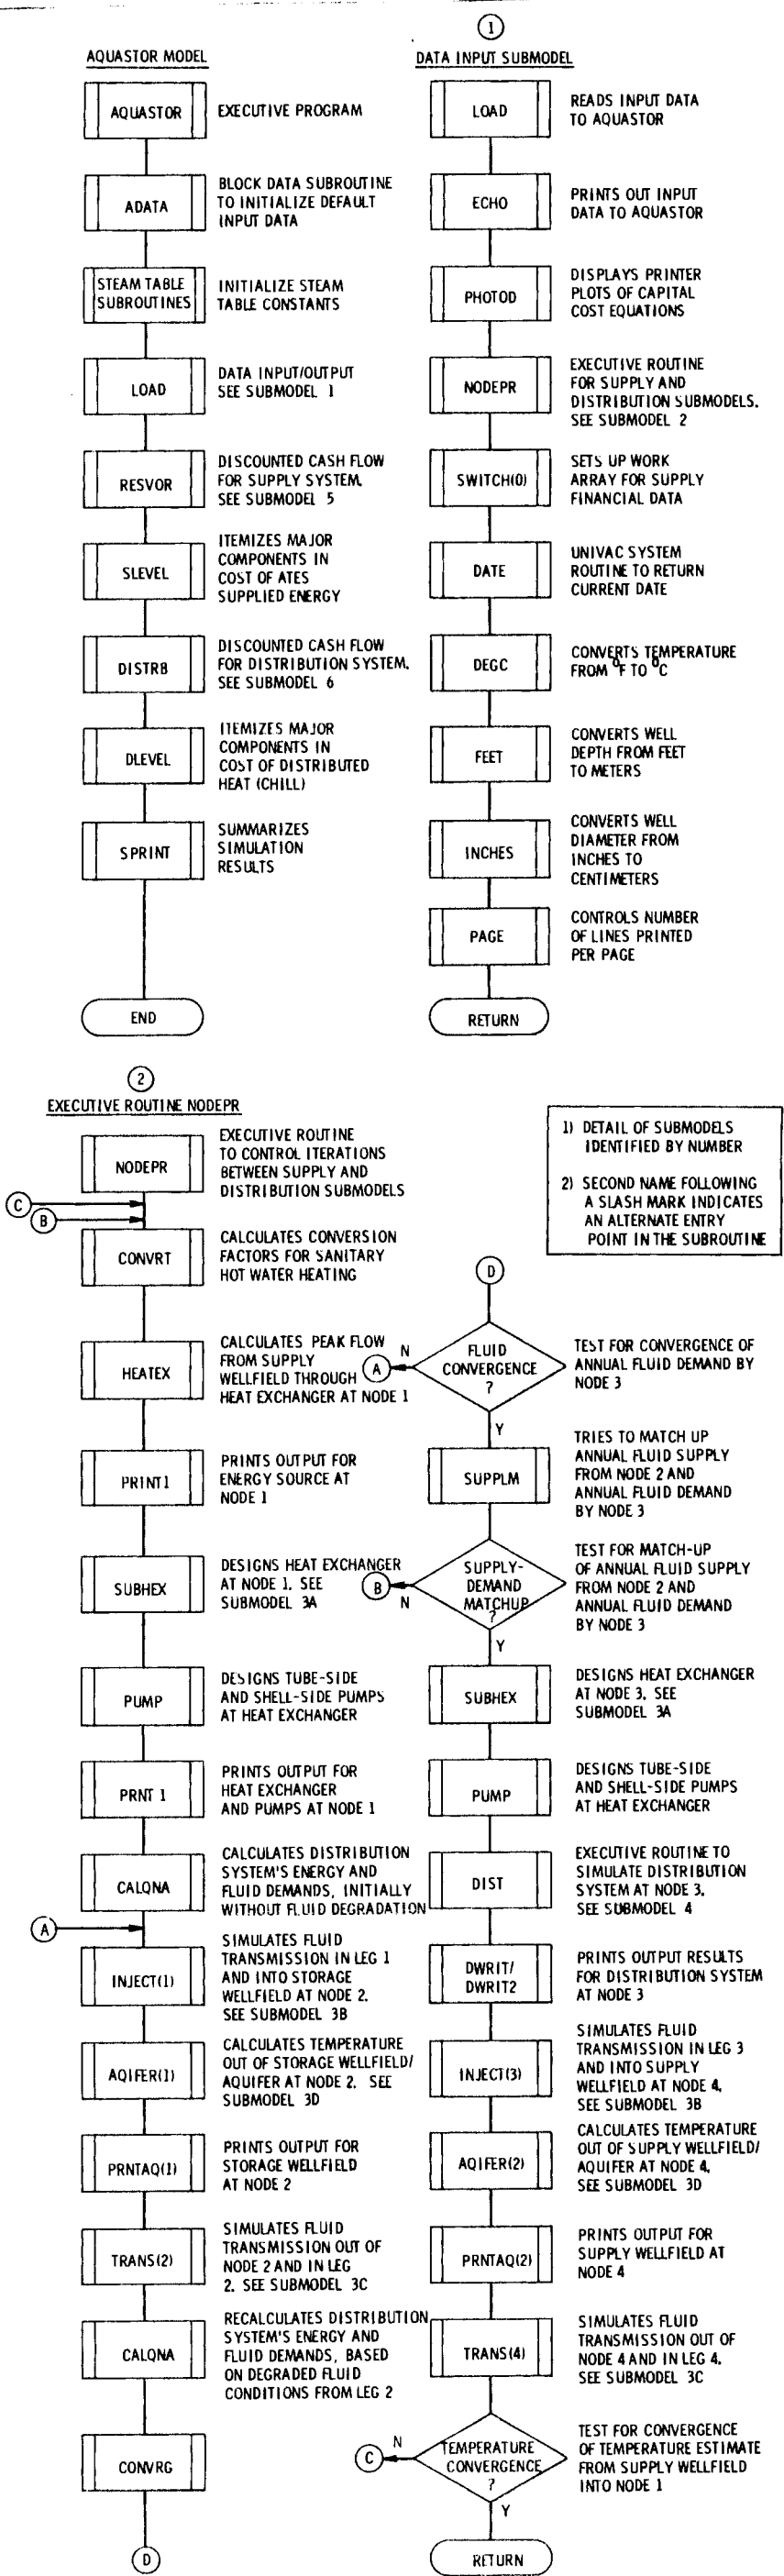 AQUASTOR MODEL
AQUASTOR
EXECUTIVE PROGRAM
ADATA
BLOCK DATA SUBROUTINE
TO INITIALIZE DEFAULT
INPUT DATA
STEAM TABLE
SUBROUTINES
INITIALIZE STEAM
TABLE CONSTANTS
LOAD
DATA INPUT/OUTPUT
SEE SUBMODEL 1
RESVOR
DISCOUNTED CASH FLOW
FOR SUPPLY SYSTEM.
SEE SUBMODEL 5
SLEVEL
ITEMIZES MAJOR
COMPONENTS IN
COST OF ATES
SUPPLIED ENERGY
DISTRB
DISCOUNTED CASH FLOW
FOR DISTRIBUTION SYSTEM.
SEE SUBMODEL 6
DLEVEL
ITEMIZES MAJOR
COMPONENTS IN
COST OF DISTRIBUTED
HEAT (CHILL)
SPRINT
SUMMARIZES
SIMULATION
RESULTS
END
1
DATA INPUT SUBMODEL
LOAD
READS INPUT DATA
TO AQUASTOR
ECHO
PRINTS OUT INPUT
DATA TO AQUASTOR
PHOTOD
DISPLAYS PRINTER
PLOTS OF CAPITAL
COST EQUATIONS
NODEPR
EXECUTIVE ROUTINE
FOR SUPPLY AND
DISTRIBUTION SUBMODELS.
SEE SUBMODEL 2
SWITCH(0)
SETS UP WORK
ARRAY FOR SUPPLY
FINANCIAL DATA
DATE
UNIVAC SYSTEM
ROUTINE TO RETURN
CURRENT DATE
DEGC
CONVERTS TEMPERATURE
FROM °F TO °C
FEET
CONVERTS WELL
DEPTH FROM FEET
TO METERS
INCHES
CONVERTS WELL
DIAMETER FROM
INCHES TO
CENTIMETERS
PAGE
CONTROLS NUMBER
OF LINES PRINTED
PER PAGE
RETURN
2
EXECUTIVE ROUTINE NODEPR
NODEPR
EXECUTIVE ROUTINE
TO CONTROL ITERATIONS
BETWEEN SUPPLY AND
DISTRIBUTION SUBMODELS
C
B
CONVRT
CALCULATES CONVERSION
FACTORS FOR SANITARY
HOT WATER HEATING
HEATEX
CALCULATES PEAK FLOW
FROM SUPPLY
WELLFIELD THROUGH
HEAT EXCHANGER AT NODE 1
PRINT1
PRINTS OUTPUT FOR
ENERGY SOURCE AT
NODE 1
SUBHEX
DESIGNS HEAT EXCHANGER
AT NODE 1. SEE
SUBMODEL 3A
PUMP
DESIGNS TUBE-SIDE
AND SHELL-SIDE PUMPS
AT HEAT EXCHANGER
PRNT 1
PRINTS OUTPUT FOR
HEAT EXCHANGER
AND PUMPS AT NODE 1
CALQNA
CALCULATES DISTRIBUTION
SYSTEM'S ENERGY AND
FLUID DEMANDS, INITIALLY
WITHOUT FLUID DEGRADATION
A
INJECT(1)
SIMULATES FLUID
TRANSMISSION IN LEG 1
AND INTO STORAGE
WELLFIELD AT NODE 2.
SEE SUBMODEL 3B
AQIFER(1)
CALCULATES TEMPERATURE
OUT OF STORAGE WELLFIELD/
AQUIFER AT NODE 2. SEE
SUBMODEL 3D
PRNTAQ(1)
PRINTS OUTPUT FOR
STORAGE WELLFIELD
AT NODE 2
TRANS(2)
SIMULATES FLUID
TRANSMISSION OUT OF
NODE 2 AND IN LEG
2. SEE SUBMODEL 3C
CALQNA
RECALCULATES DISTRIBUTION
SYSTEM'S ENERGY AND
FLUID DEMANDS, BASED
ON DEGRADED FLUID
CONDITIONS FROM LEG 2
CONVRG
D
1) DETAIL OF SUBMODELS
IDENTIFIED BY NUMBER
2) SECOND NAME FOLLOWING
A SLASH MARK INDICATES
AN ALTERNATE ENTRY
POINT IN THE SUBROUTINE
D
FLUID
CONVERGENCE
?
N
A
Y
TEST FOR CONVERGENCE OF
ANNUAL FLUID DEMAND BY
NODE 3
SUPPLM
TRIES TO MATCH UP
ANNUAL FLUID SUPPLY
FROM NODE 2 AND
ANNUAL FLUID DEMAND
BY NODE 3
SUPPLY-
DEMAND
MATCHUP
?
B
N
Y
TEST FOR MATCH-UP
OF ANNUAL FLUID SUPPLY
FROM NODE 2 AND
ANNUAL FLUID DEMAND
BY NODE 3
SUBHEX
DESIGNS HEAT EXCHANGER
AT NODE 3. SEE
SUBMODEL 3A
PUMP
DESIGNS TUBE-SIDE
AND SHELL-SIDE PUMPS
AT HEAT EXCHANGER
DIST
EXECUTIVE ROUTINE TO
SIMULATE DISTRIBUTION
SYSTEM AT NODE 3.
SEE SUBMODEL 4
DWRIT/
DWRIT2
PRINTS OUTPUT RESULTS
FOR DISTRIBUTION SYSTEM
AT NODE 3
INJECT(3)
SIMULATES FLUID
TRANSMISSION IN LEG 3
AND INTO SUPPLY
WELLFIELD AT NODE 4.
SEE SUBMODEL 3B
AQIFER(2)
CALCULATES TEMPERATURE
OUT OF SUPPLY WELLFIELD/
AQUIFER AT NODE 4.
SEE SUBMODEL 3D
PRNTAQ(2)
PRINTS OUTPUT FOR
SUPPLY WELLFIELD AT
NODE 4
TRANS(4)
SIMULATES FLUID
TRANSMISSION OUT OF
NODE 4 AND IN LEG 4.
SEE SUBMODEL 3C
TEMPERATURE
CONVERGENCE
?
N
C
Y
TEST FOR CONVERGENCE
OF TEMPERATURE ESTIMATE
FROM SUPPLY WELLFIELD
INTO NODE 1
RETURN